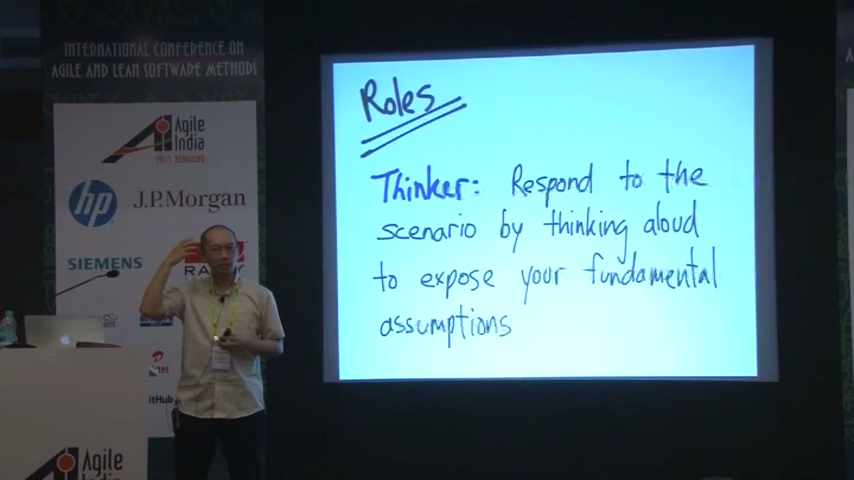 INTERNATIONAL CONFERENCE ON
AGILE AND LEAN SOFTWARE METHODS
Agile
India
hp
J.P.Morgan
SIEMENS
Agile
Roles
Thinker: Respond to the
scenario by thinking aloud
to expose your fundamental
assumptions